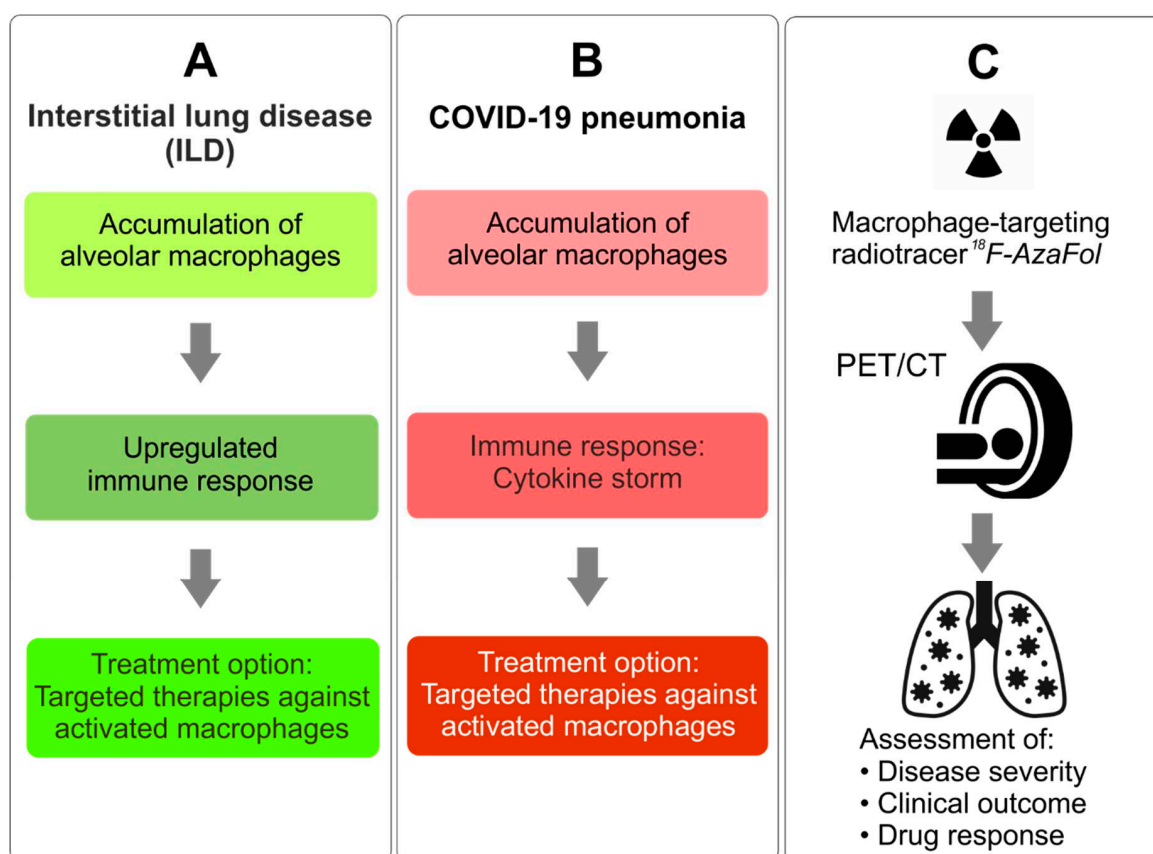 A
Interstitial lung disease
(ILD)
Accumulation of
alveolar macrophages
Upregulated
immune response
Treatment option:
Targeted therapies against
activated macrophages
B
COVID-19 pneumonia
Accumulation of
alveolar macrophages
Immune response:
Cytokine storm
Treatment option:
Targeted therapies against
activated macrophages
C
Macrophage-targeting
radiotracer ¹⁸F-AzaFol
PET/CT
Assessment of:
• Disease severity
• Clinical outcome
• Drug response